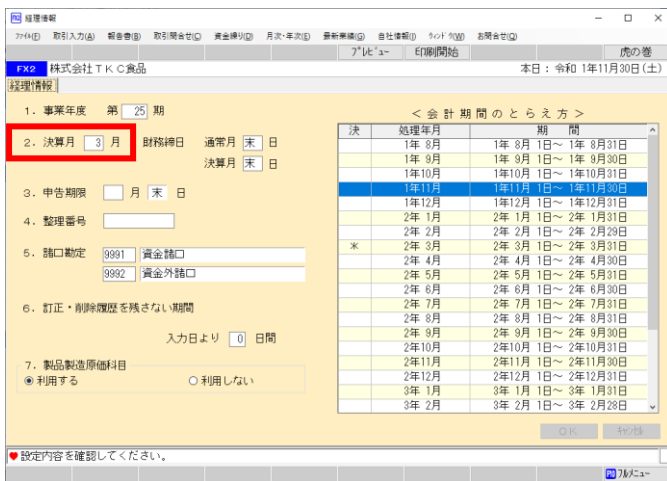 経理情報
ファイル(F) 取引入力(A) 報告書(B) 取引問合せ(C) 資金繰り(D) 月次・年次(E) 最新業績(G) 自社情報(I) ウィンドウ(W) お問合せ(Q)
プレビュー 印刷開始 虎の巻
FX2 株式会社TKC食品 本日:令和 1年11月30日(土)
経理情報
1.事業年度 第 25 期
2.決算月 3 月 財務締日 通常月 末 日
決算月 末 日
3.申告期限 月 末 日
4.整理番号
5.諸口勘定 9991 資金諸口
9992 資金外諸口
6.訂正・削除履歴を残さない期間
入力日より 0 日間
7.製品製造原価科目
利用する 利用しない
<会計期間のとらえ方>
決 処理年月 期 間
1年 8月 1年 8月 1日~ 1年 8月31日
1年 9月 1年 9月 1日~ 1年 9月30日
1年10月 1年10月 1日~ 1年10月31日
1年11月 1年11月 1日~ 1年11月30日
1年12月 1年12月 1日~ 1年12月31日
2年 1月 2年 1月 1日~ 2年 1月31日
2年 2月 2年 2月 1日~ 2年 2月29日
* 2年 3月 2年 3月 1日~ 2年 3月31日
2年 4月 2年 4月 1日~ 2年 4月30日
2年 5月 2年 5月 1日~ 2年 5月31日
2年 6月 2年 6月 1日~ 2年 6月30日
2年 7月 2年 7月 1日~ 2年 7月31日
2年 8月 2年 8月 1日~ 2年 8月31日
2年 9月 2年 9月 1日~ 2年 9月30日
2年10月 2年10月 1日~ 2年10月31日
2年11月 2年11月 1日~ 2年11月30日
2年12月 2年12月 1日~ 2年12月31日
3年 1月 3年 1月 1日~ 3年 1月31日
3年 2月 3年 2月 1日~ 3年 2月28日
OK キャンセル
設定内容を確認してください。
F10 フルメニュー